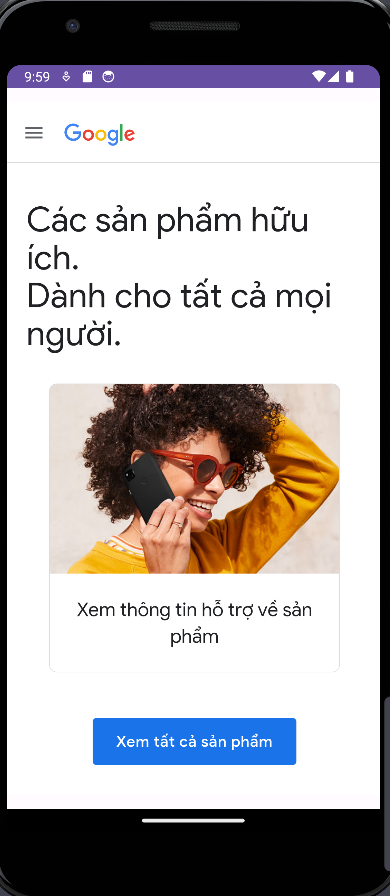 9:59
Google
Các sản phẩm hữu
ích.
Dành cho tất cả mọi
người.
Xem thông tin hỗ trợ về sản
phẩm
Xem tất cả sản phẩm